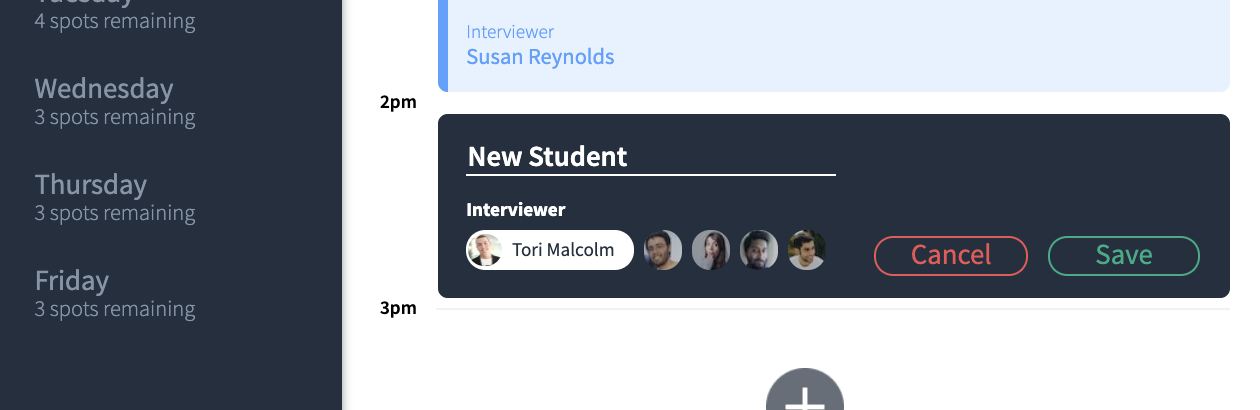 Tuesday
4 spots remaining
Wednesday
3 spots remaining
Thursday
3 spots remaining
Friday
3 spots remaining
Interviewer
Susan Reynolds
2pm
New Student
Interviewer
Tori Malcolm
Cancel
Save
3pm